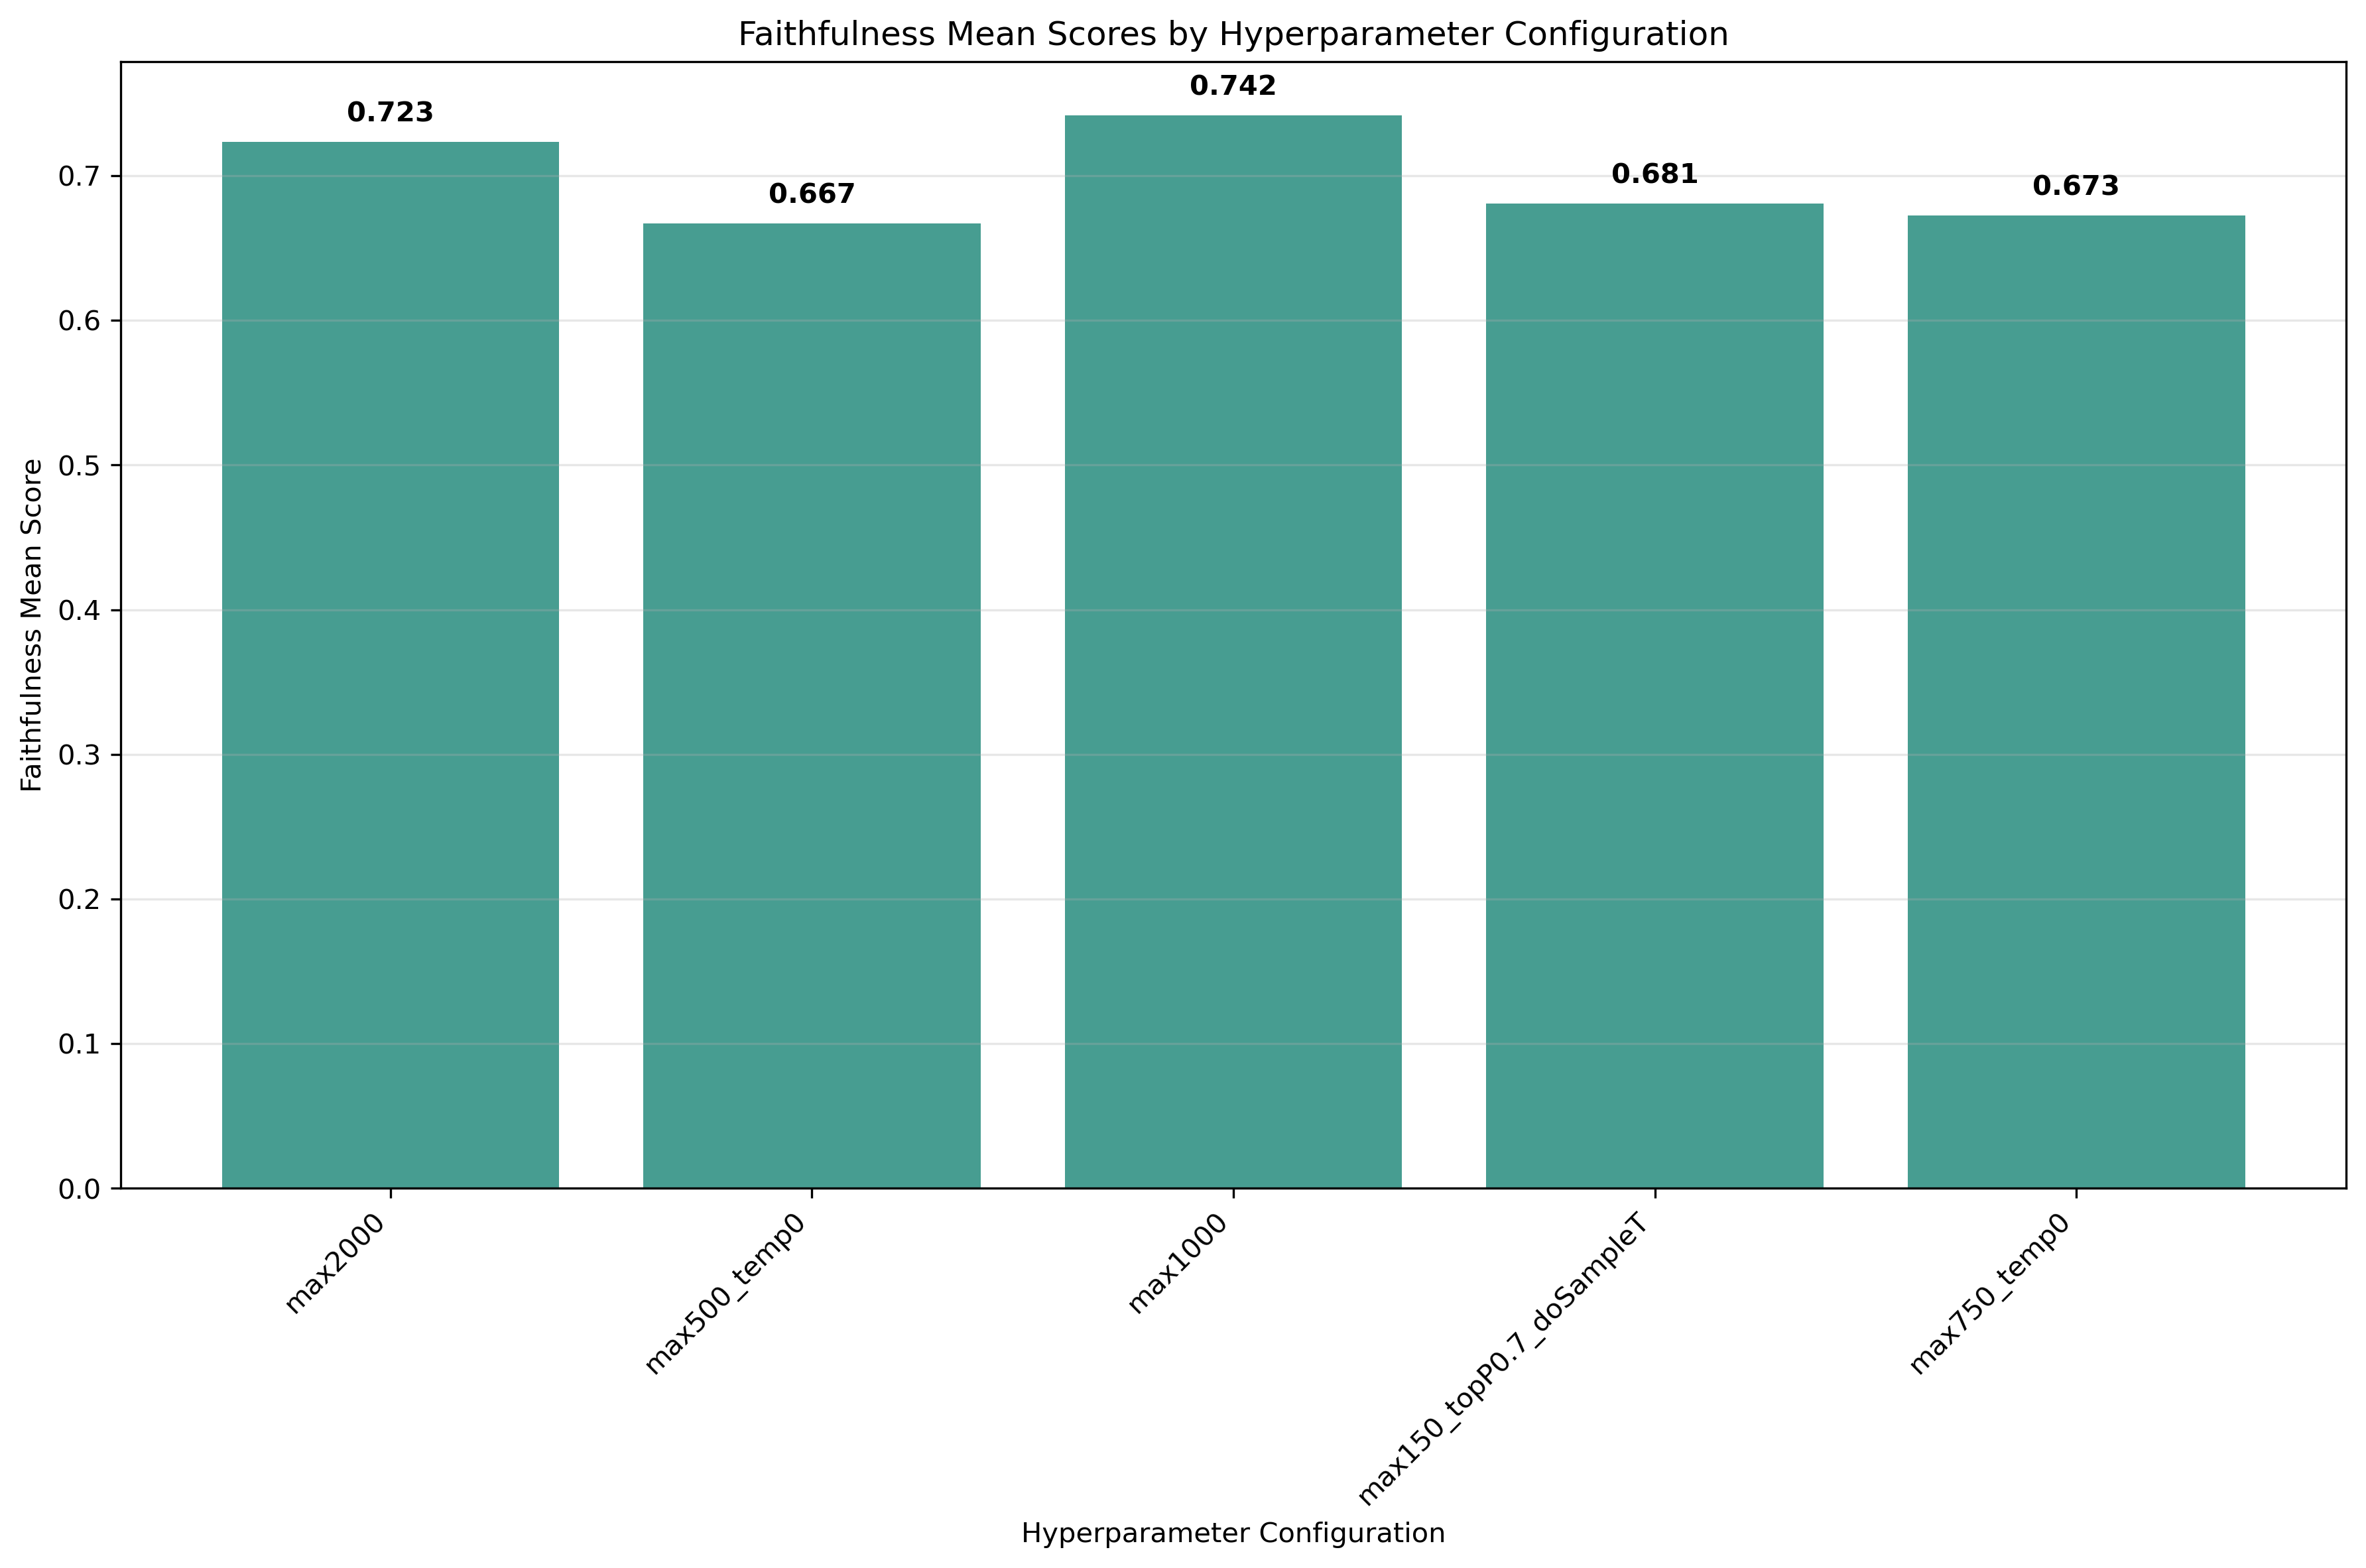 Faithfulness Mean Scores by Hyperparameter Configuration
Faithfulness Mean Score
0.7
0.6
0.5
0.4
0.3
0.2
0.1
0.0
0.723
0.667
0.742
0.681
0.673
max2000
max500_temp0
max1000
max150_topP0.7_doSampleT
max750_temp0
Hyperparameter Configuration